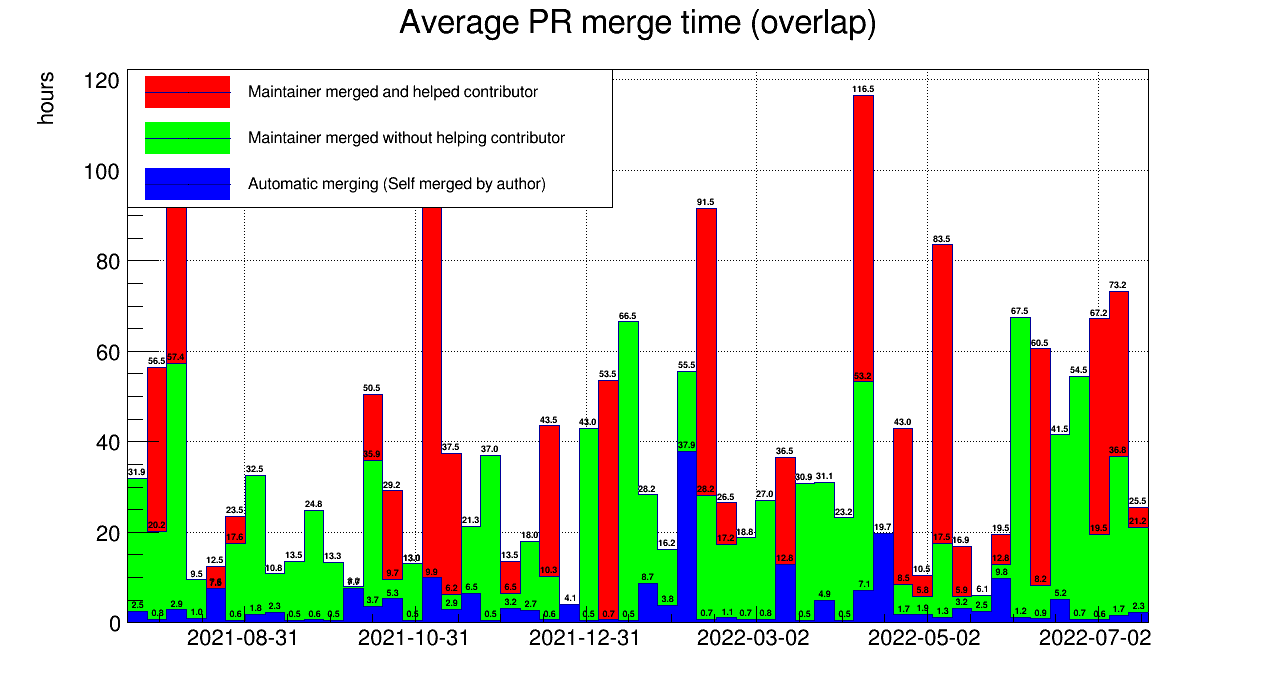 Average PR merge time (overlap)
hours
Maintainer merged and helped contributor
Maintainer merged without helping contributor
Automatic merging (Self merged by author)
120
100
80
60
40
20
0
116.5
91.5
83.5
73.2
67.2
67.5
66.5
60.5
56.5 57.4 55.5 53.5 53.2 54.5
50.5
43.5 43.0 43.0 41.5
37.5 37.0 37.9 36.5 35.9 36.8
31.9 32.5 30.9 31.1
29.2 28.2 28.2 26.5 27.0 25.5
24.8 23.5 23.2 21.3 21.2 20.2
19.7 19.5 19.5 18.8 18.0 17.6 17.2 17.5 16.9 16.2
13.5 13.3 13.0 13.5 12.5 12.8 12.8 10.8 10.3 10.5
9.5 9.7 9.9 9.8 8.7 8.5 8.2 7.1
2.5 0.8 2.9 1.0 0.6 1.8 2.3 0.5 0.6 0.5 3.7 5.3 2.9 6.2 6.5 0.5 3.2 2.7 4.1 0.5 0.7 0.5 3.8 0.7 1.1 0.7 0.8 0.5 4.9 0.5 1.7 1.9 1.3 3.2 2.5 6.1 1.2 0.9 5.2 0.7 0.6 1.7 2.3
2021-08-31 2021-10-31 2021-12-31 2022-03-02 2022-05-02 2022-07-02